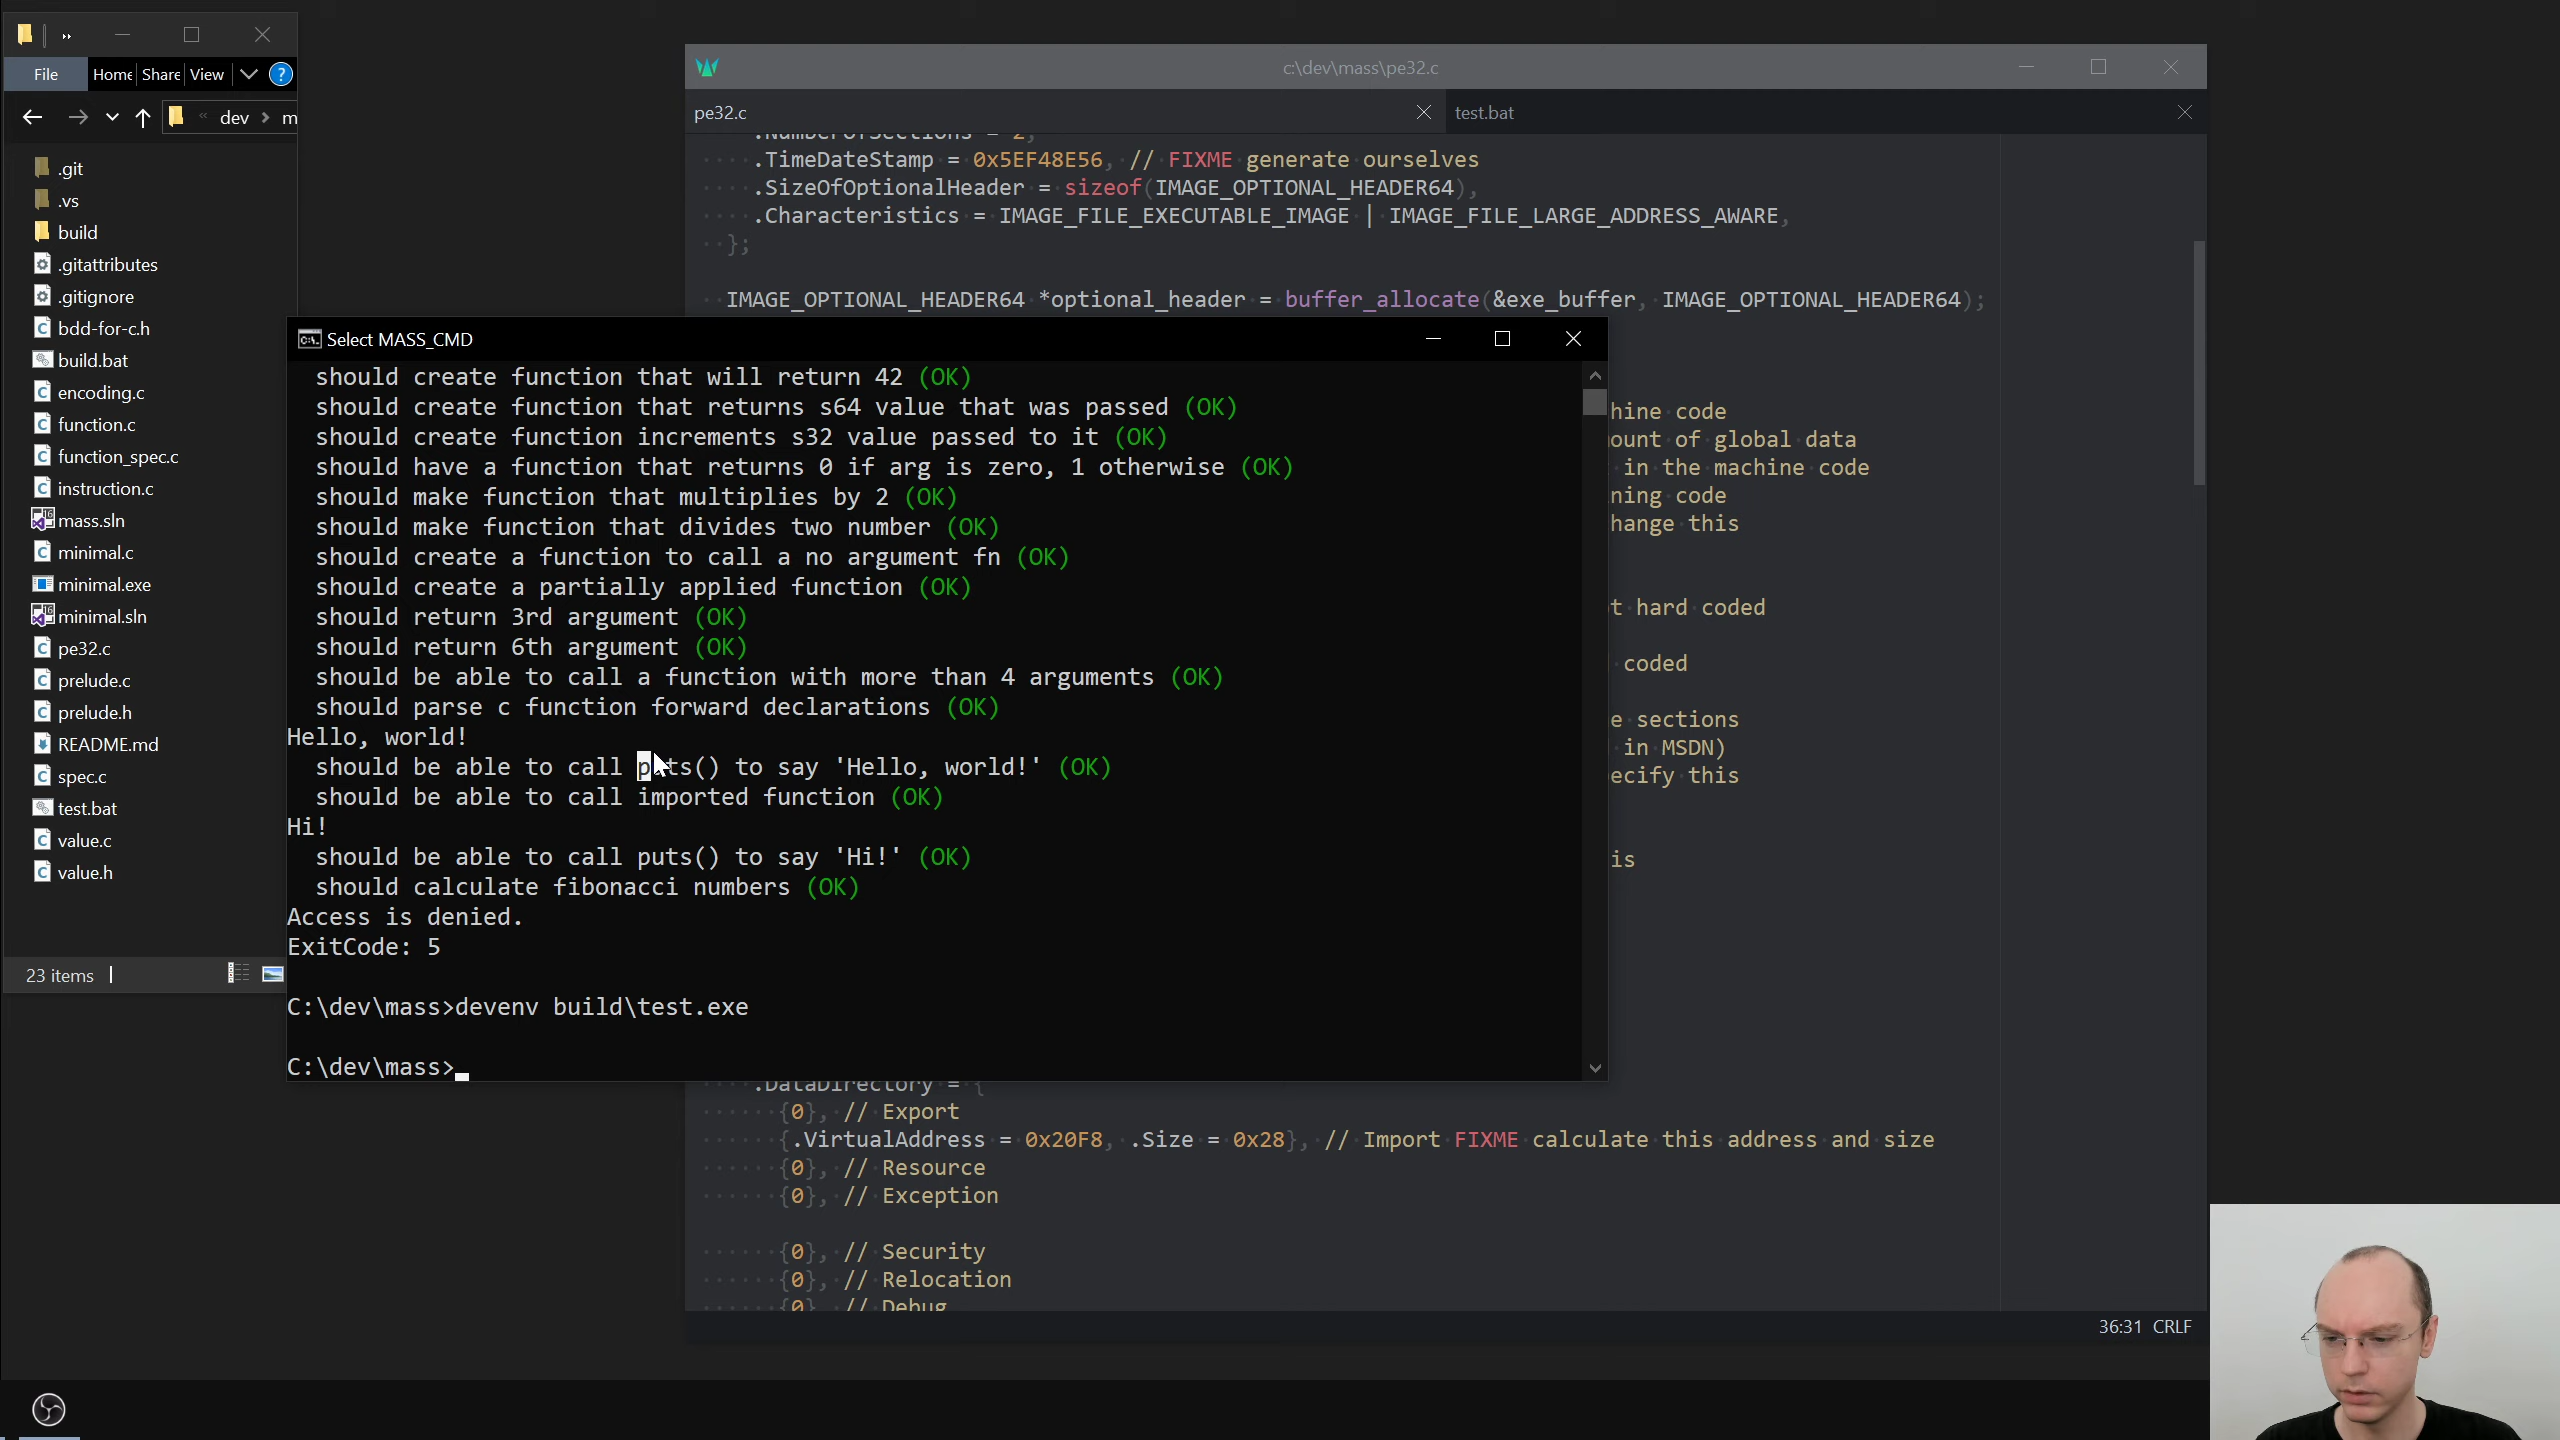 File Home Share View ?
dev > m
.git
.vs
build
.gitattributes
.gitignore
bdd-for-c.h
build.bat
encoding.c
function.c
function_spec.c
instruction.c
mass.sln
minimal.c
minimal.exe
minimal.sln
pe32.c
prelude.c
prelude.h
README.md
spec.c
test.bat
value.c
value.h
23 items
c:\dev\mass\pe32.c
pe32.c
test.bat
.NumberOfSections = 2,
.TimeDateStamp = 0x5EF48E56, // FIXME generate ourselves
.SizeOfOptionalHeader = sizeof(IMAGE_OPTIONAL_HEADER64),
.Characteristics = IMAGE_FILE_EXECUTABLE_IMAGE | IMAGE_FILE_LARGE_ADDRESS_AWARE,
};
IMAGE_OPTIONAL_HEADER64 *optional_header = buffer_allocate(&exe_buffer, IMAGE_OPTIONAL_HEADER64);
hine code
ount of global data
in the machine code
ning code
hange this
t hard coded
coded
e sections
in MSDN)
ecify this
is
Select MASS_CMD
should create function that will return 42 (OK)
should create function that returns s64 value that was passed (OK)
should create function increments s32 value passed to it (OK)
should have a function that returns 0 if arg is zero, 1 otherwise (OK)
should make function that multiplies by 2 (OK)
should make function that divides two number (OK)
should create a function to call a no argument fn (OK)
should create a partially applied function (OK)
should return 3rd argument (OK)
should return 6th argument (OK)
should be able to call a function with more than 4 arguments (OK)
should parse c function forward declarations (OK)
Hello, world!
should be able to call puts() to say 'Hello, world!' (OK)
should be able to call imported function (OK)
Hi!
should be able to call puts() to say 'Hi!' (OK)
should calculate fibonacci numbers (OK)
Access is denied.
ExitCode: 5
C:\dev\mass>devenv build\test.exe
C:\dev\mass>
.DataDirectory = {
{0}, // Export
{.VirtualAddress = 0x20F8, .Size = 0x28}, // Import FIXME calculate this address and size
{0}, // Resource
{0}, // Exception
{0}, // Security
{0}, // Relocation
{0}, // Debug
36:31 CRLF